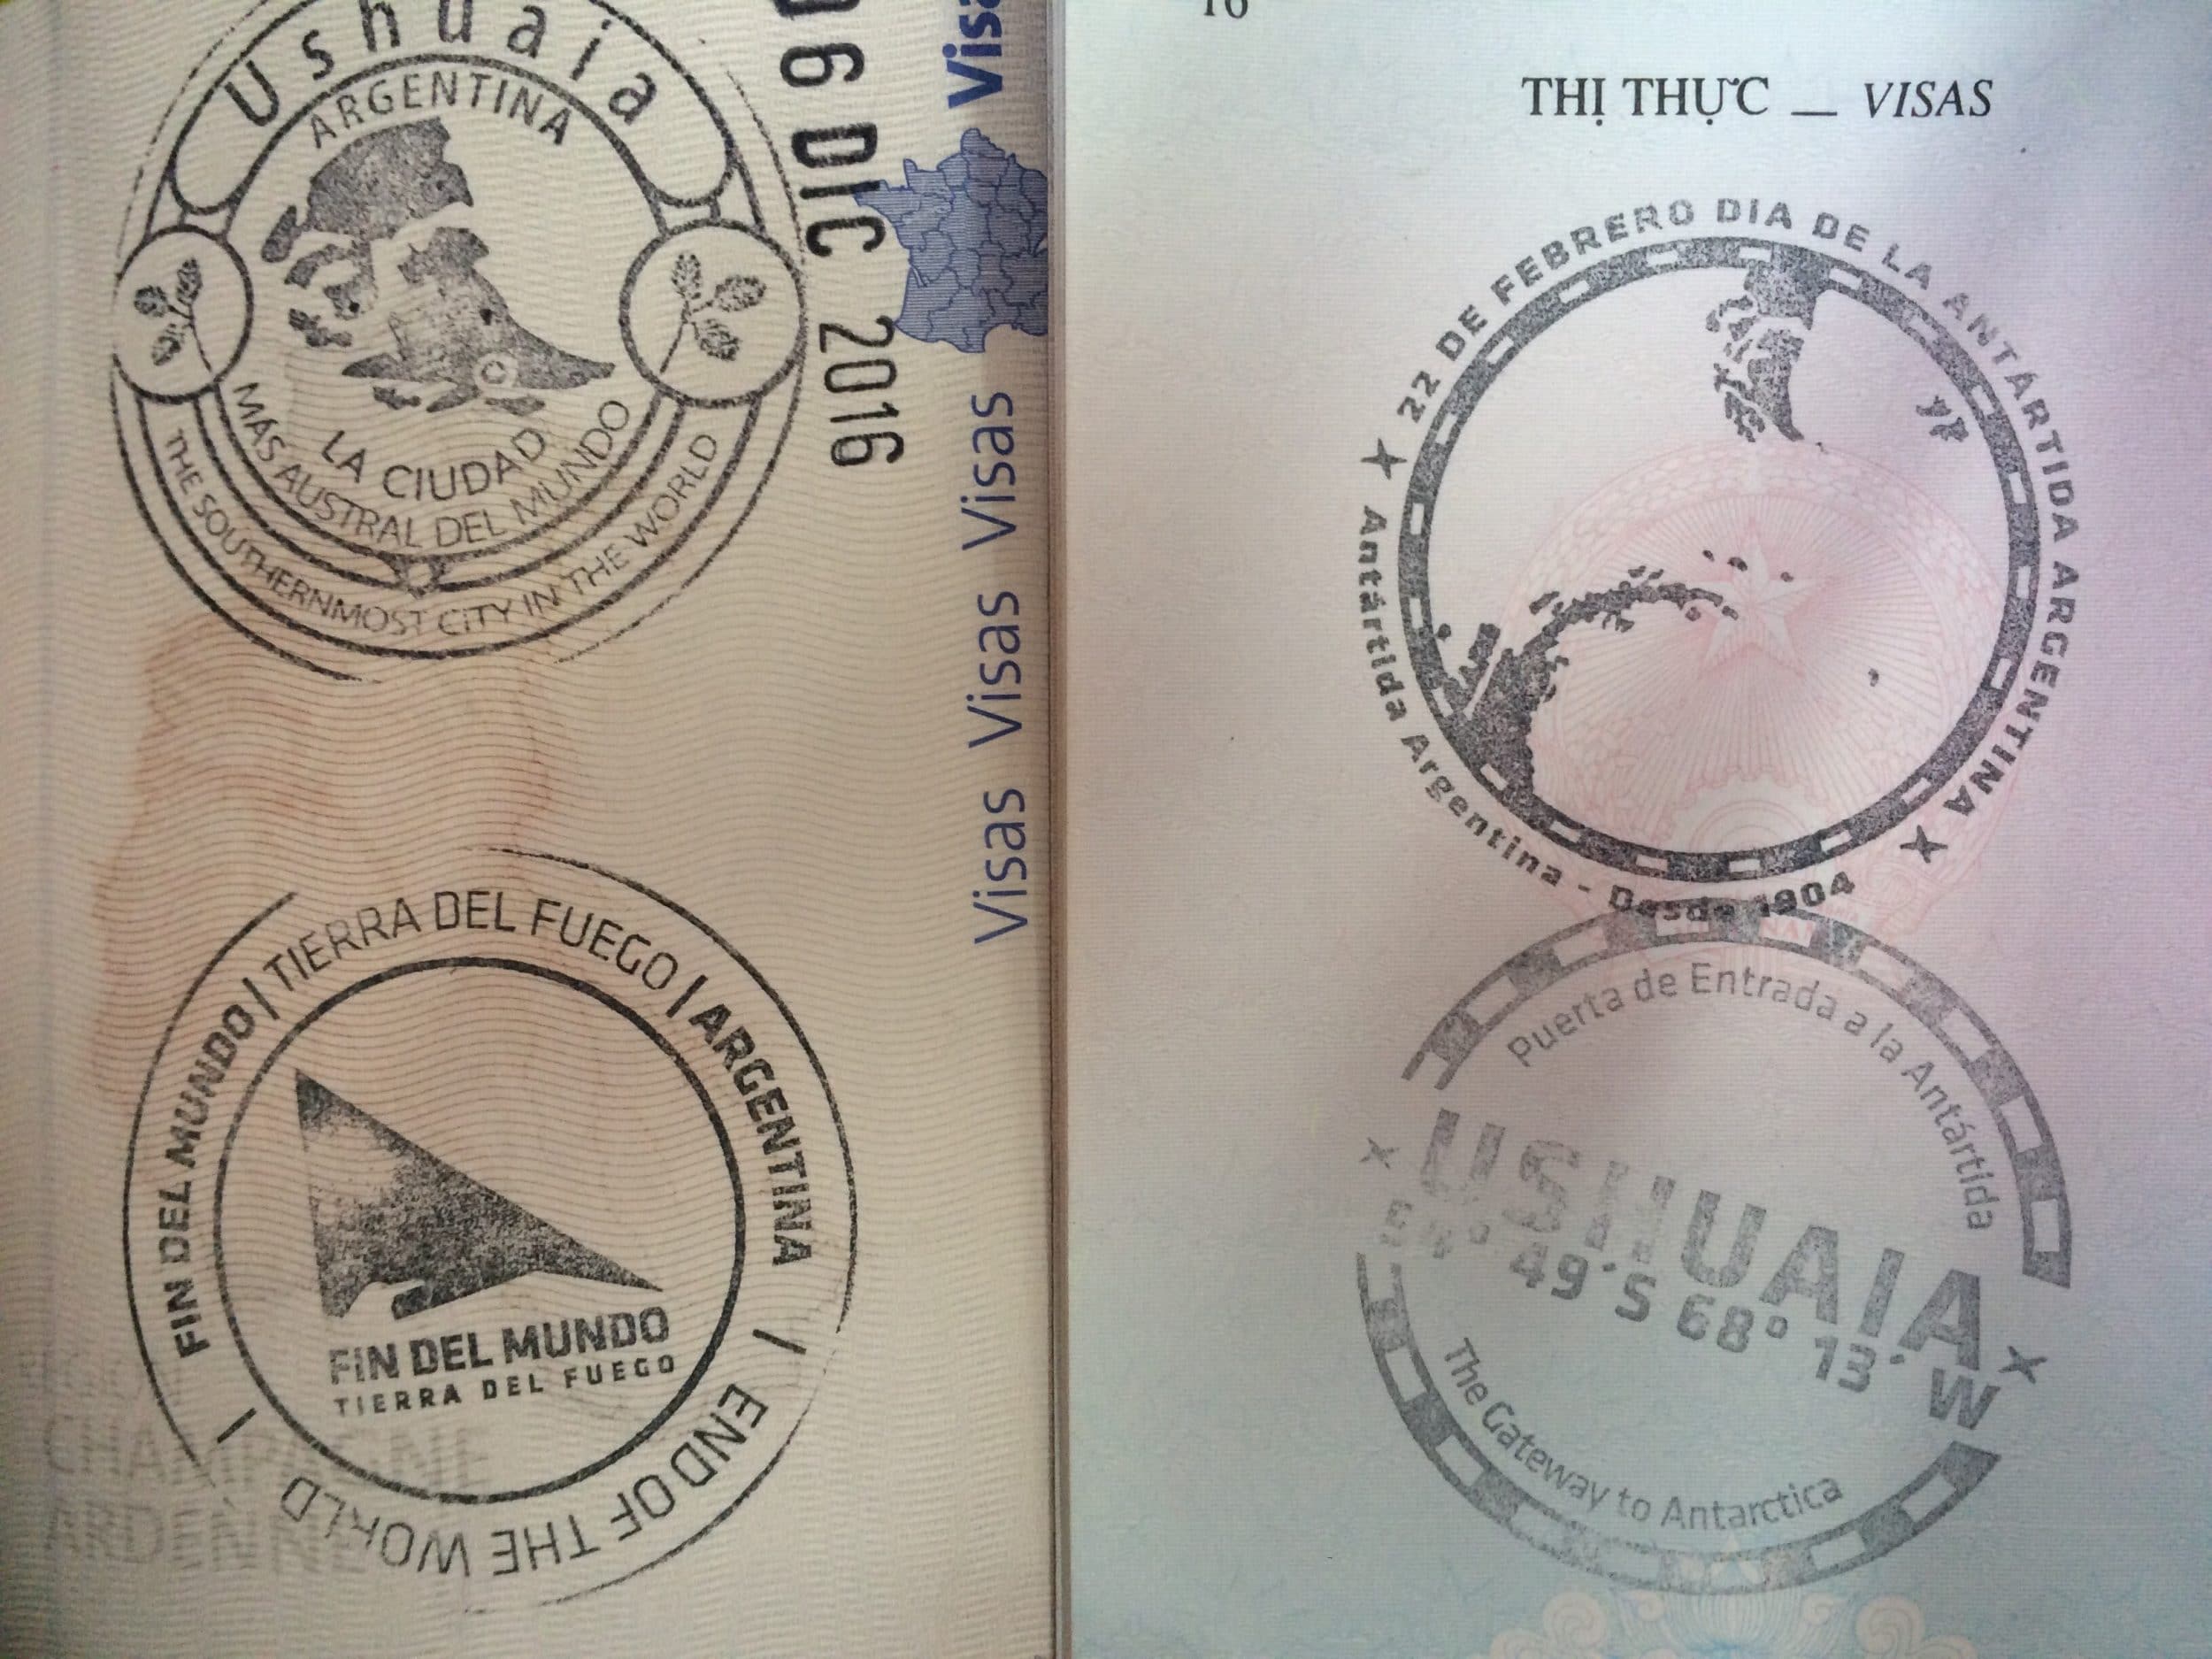 Ushuaia
ARGENTINA
LA CIUDAD
MÁS AUSTRAL DEL MUNDO
THE SOUTHERNMOST CITY IN THE WORLD
06 DIC 2016
Visas
Visas
Visas
Visas
FIN DEL MUNDO | TIERRA DEL FUEGO | ARGENTINA |
FIN DEL MUNDO
TIERRA DEL FUEGO
END OF THE WORLD |
CHAMPAGNE
ARDENNE
16
THỊ THỰC _ VISAS
22 DE FEBRERO DIA DE LA ANTÁRTIDA ARGENTINA
Antártida Argentina - Desde 1904
Puerta de Entrada a la Antártida
USHUAIA
54° 49´S 68° 13´ W
The Gateway to Antarctica